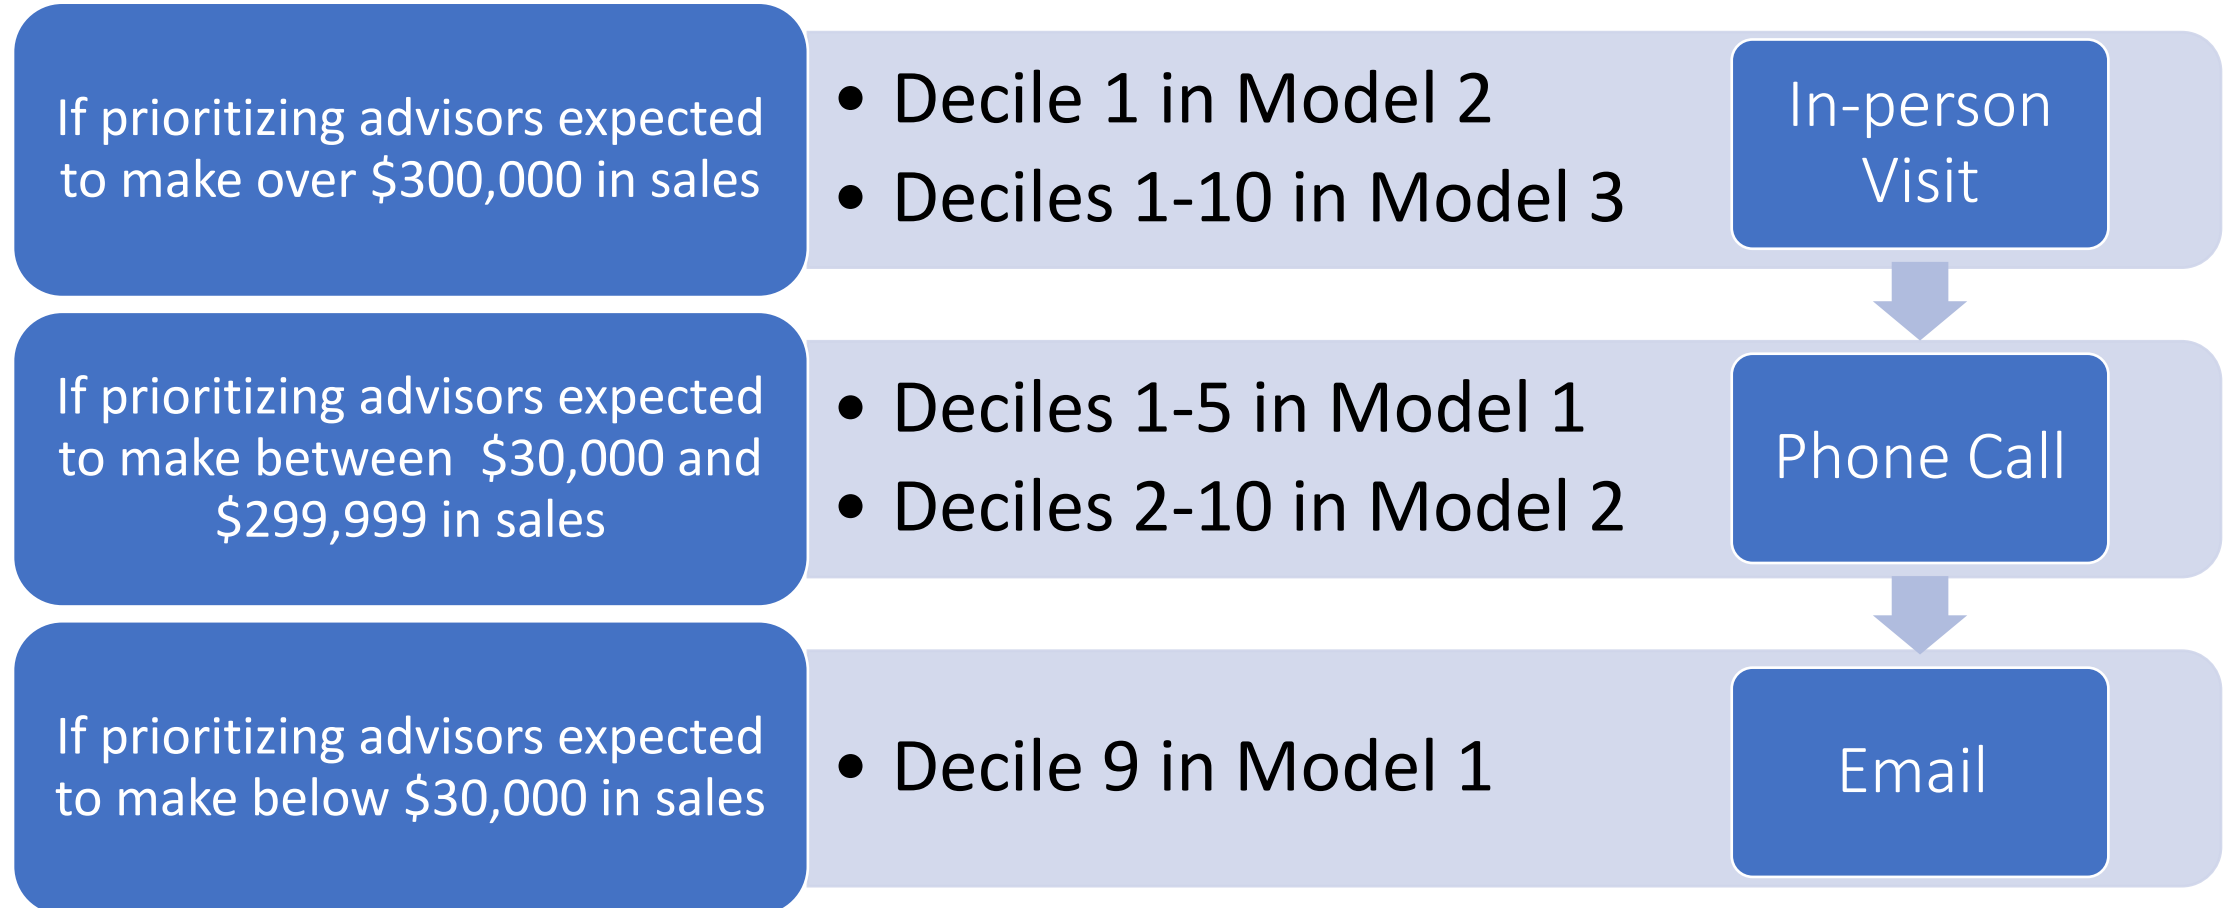 If prioritizing advisors expected
to make over $300,000 in sales
• Decile 1 in Model 2
• Deciles 1-10 in Model 3
In-person
Visit
If prioritizing advisors expected
to make between  $30,000 and
$299,999 in sales
• Deciles 1-5 in Model 1
• Deciles 2-10 in Model 2
Phone Call
If prioritizing advisors expected
to make below $30,000 in sales
• Decile 9 in Model 1
Email